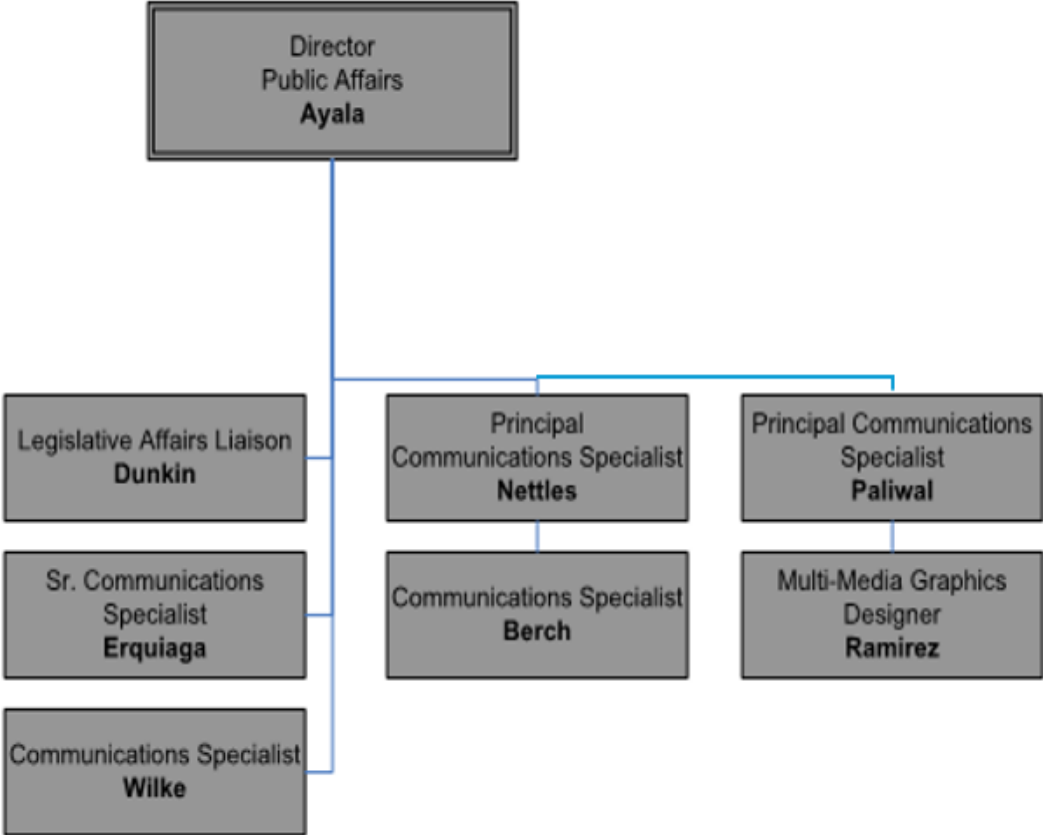 Director
Public Affairs
Ayala
Legislative Affairs Liaison
Dunkin
Principal
Communications Specialist
Nettles
Principal Communications
Specialist
Paliwal
Sr. Communications
Specialist
Erquiaga
Communications Specialist
Berch
Multi-Media Graphics
Designer
Ramirez
Communications Specialist
Wilke